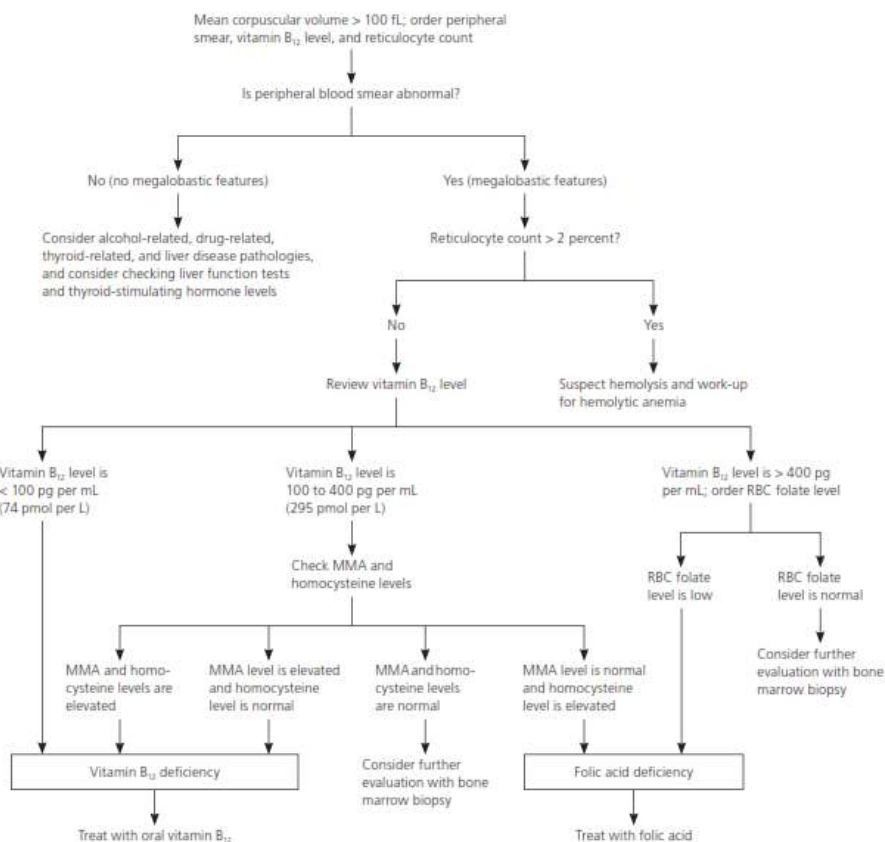 Mean corpuscular volume > 100 fL; order peripheral
smear, vitamin B₁₂ level, and reticulocyte count
Is peripheral blood smear abnormal?
No (no megalobastic features)
Yes (megalobastic features)
Consider alcohol-related, drug-related,
thyroid-related, and liver disease pathologies,
and consider checking liver function tests
and thyroid-stimulating hormone levels
Reticulocyte count > 2 percent?
No
Yes
Review vitamin B₁₂ level
Suspect hemolysis and work-up
for hemolytic anemia
Vitamin B₁₂ level is
< 100 pg per mL
(74 pmol per L)
Vitamin B₁₂ level is
100 to 400 pg per mL
(295 pmol per L)
Vitamin B₁₂ level is > 400 pg
per mL; order RBC folate level
Check MMA and
homocysteine levels
RBC folate
level is low
RBC folate
level is normal
MMA and homo-
cysteine levels are
elevated
MMA level is elevated
and homocysteine
level is normal
MMA and homo-
cysteine levels
are normal
MMA level is normal
and homocysteine
level is elevated
Consider further
evaluation with bone
marrow biopsy
Vitamin B₁₂ deficiency
Consider further
evaluation with bone
marrow biopsy
Folic acid deficiency
Treat with oral vitamin B₁₂
Treat with folic acid